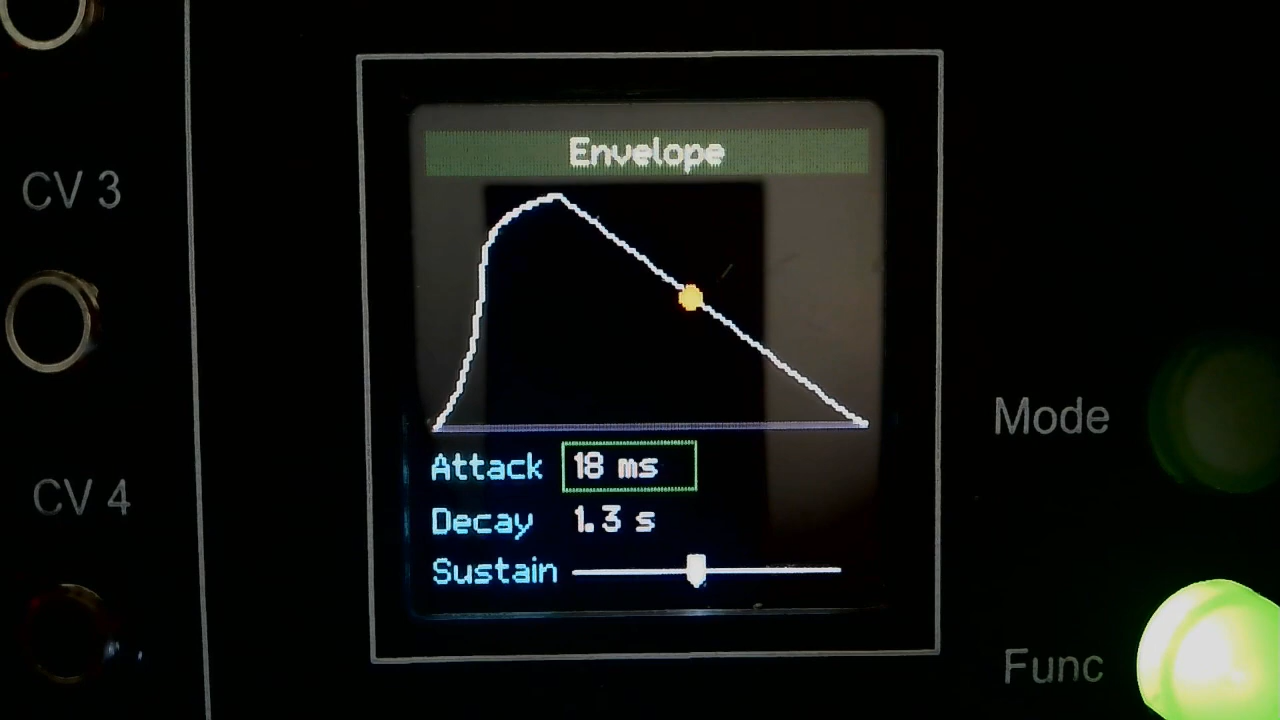 Envelope
CV 3
Mode
Attack 18 ms
CV 4
Decay 1.3 s
Sustain
Func